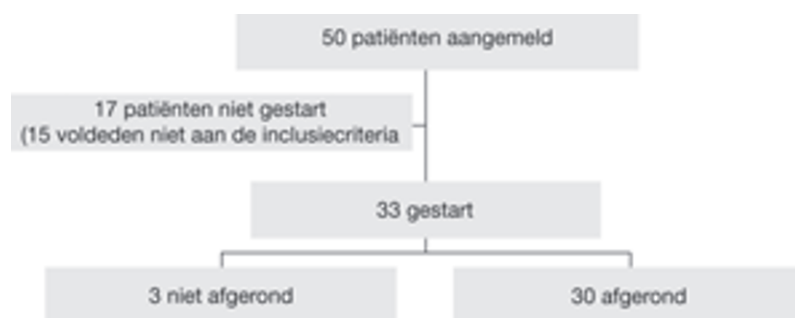 50 patiënten aangemeld
17 patiënten niet gestart
(15 voldeden niet aan de inclusiecriteria
33 gestart
3 niet afgerond
30 afgerond